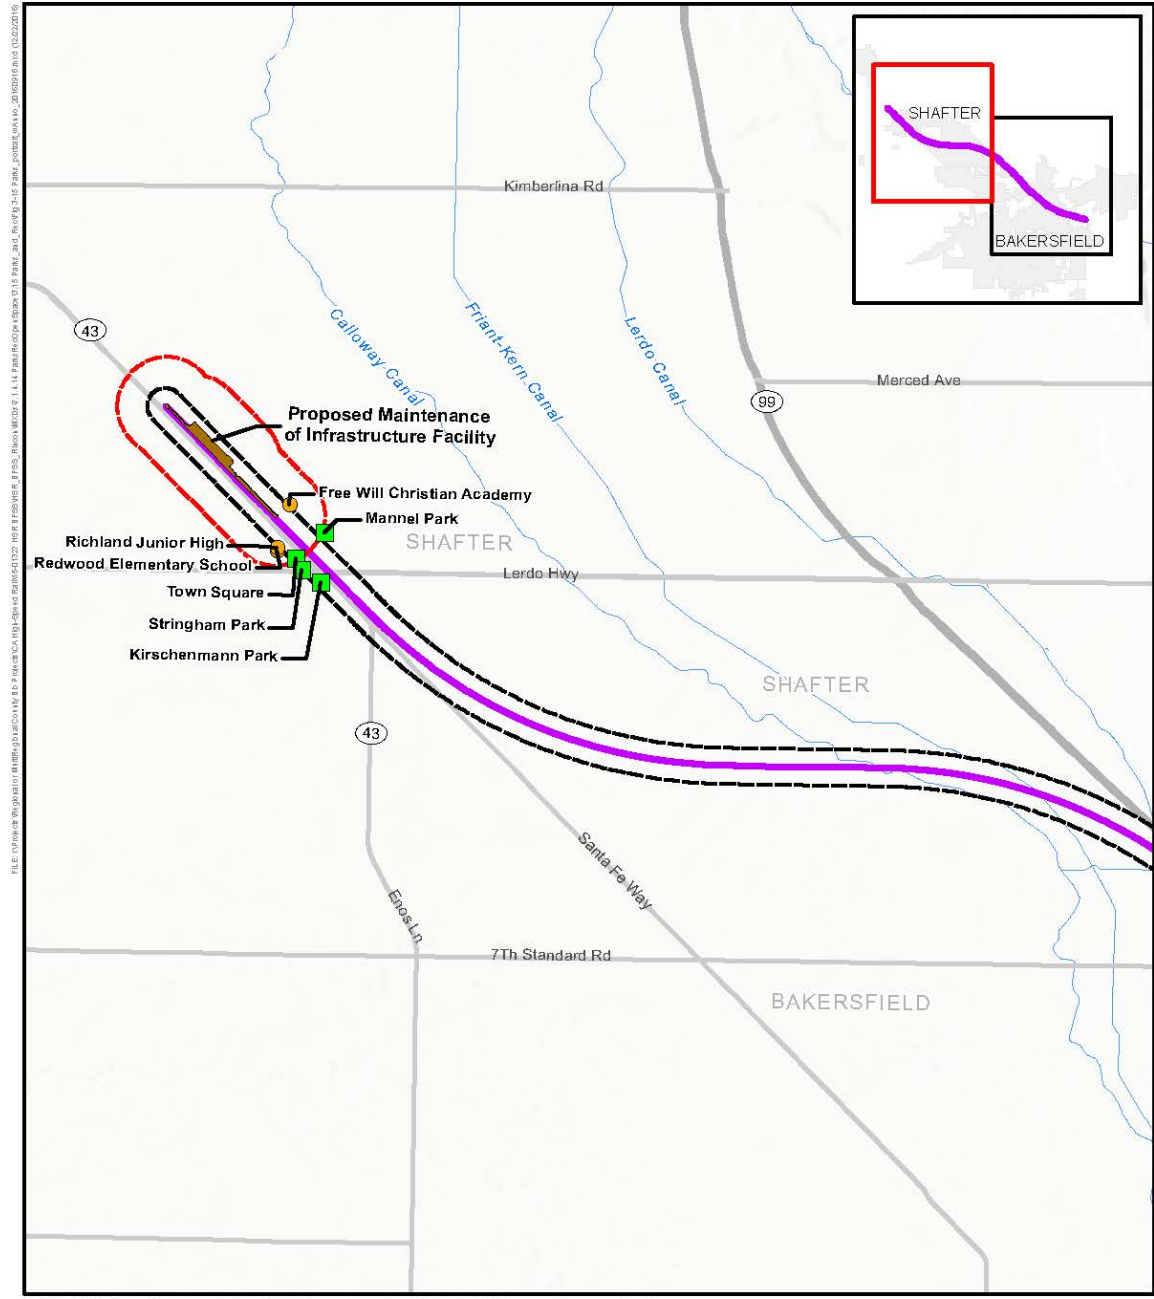 SHAFTER
BAKERSFIELD
Kimberlina Rd
43
Calloway Canal
Friant-Kern Canal
Lerdo Canal
Merced Ave
99
Proposed Maintenance
of Infrastructure Facility
Free Will Christian Academy
Mannel Park
Richland Junior High
SHAFTER
Redwood Elementary School
Lerdo Hwy
Town Square
Stringham Park
Kirschenmann Park
SHAFTER
43
Santa Fe Way
Enos Ln
7Th Standard Rd
BAKERSFIELD